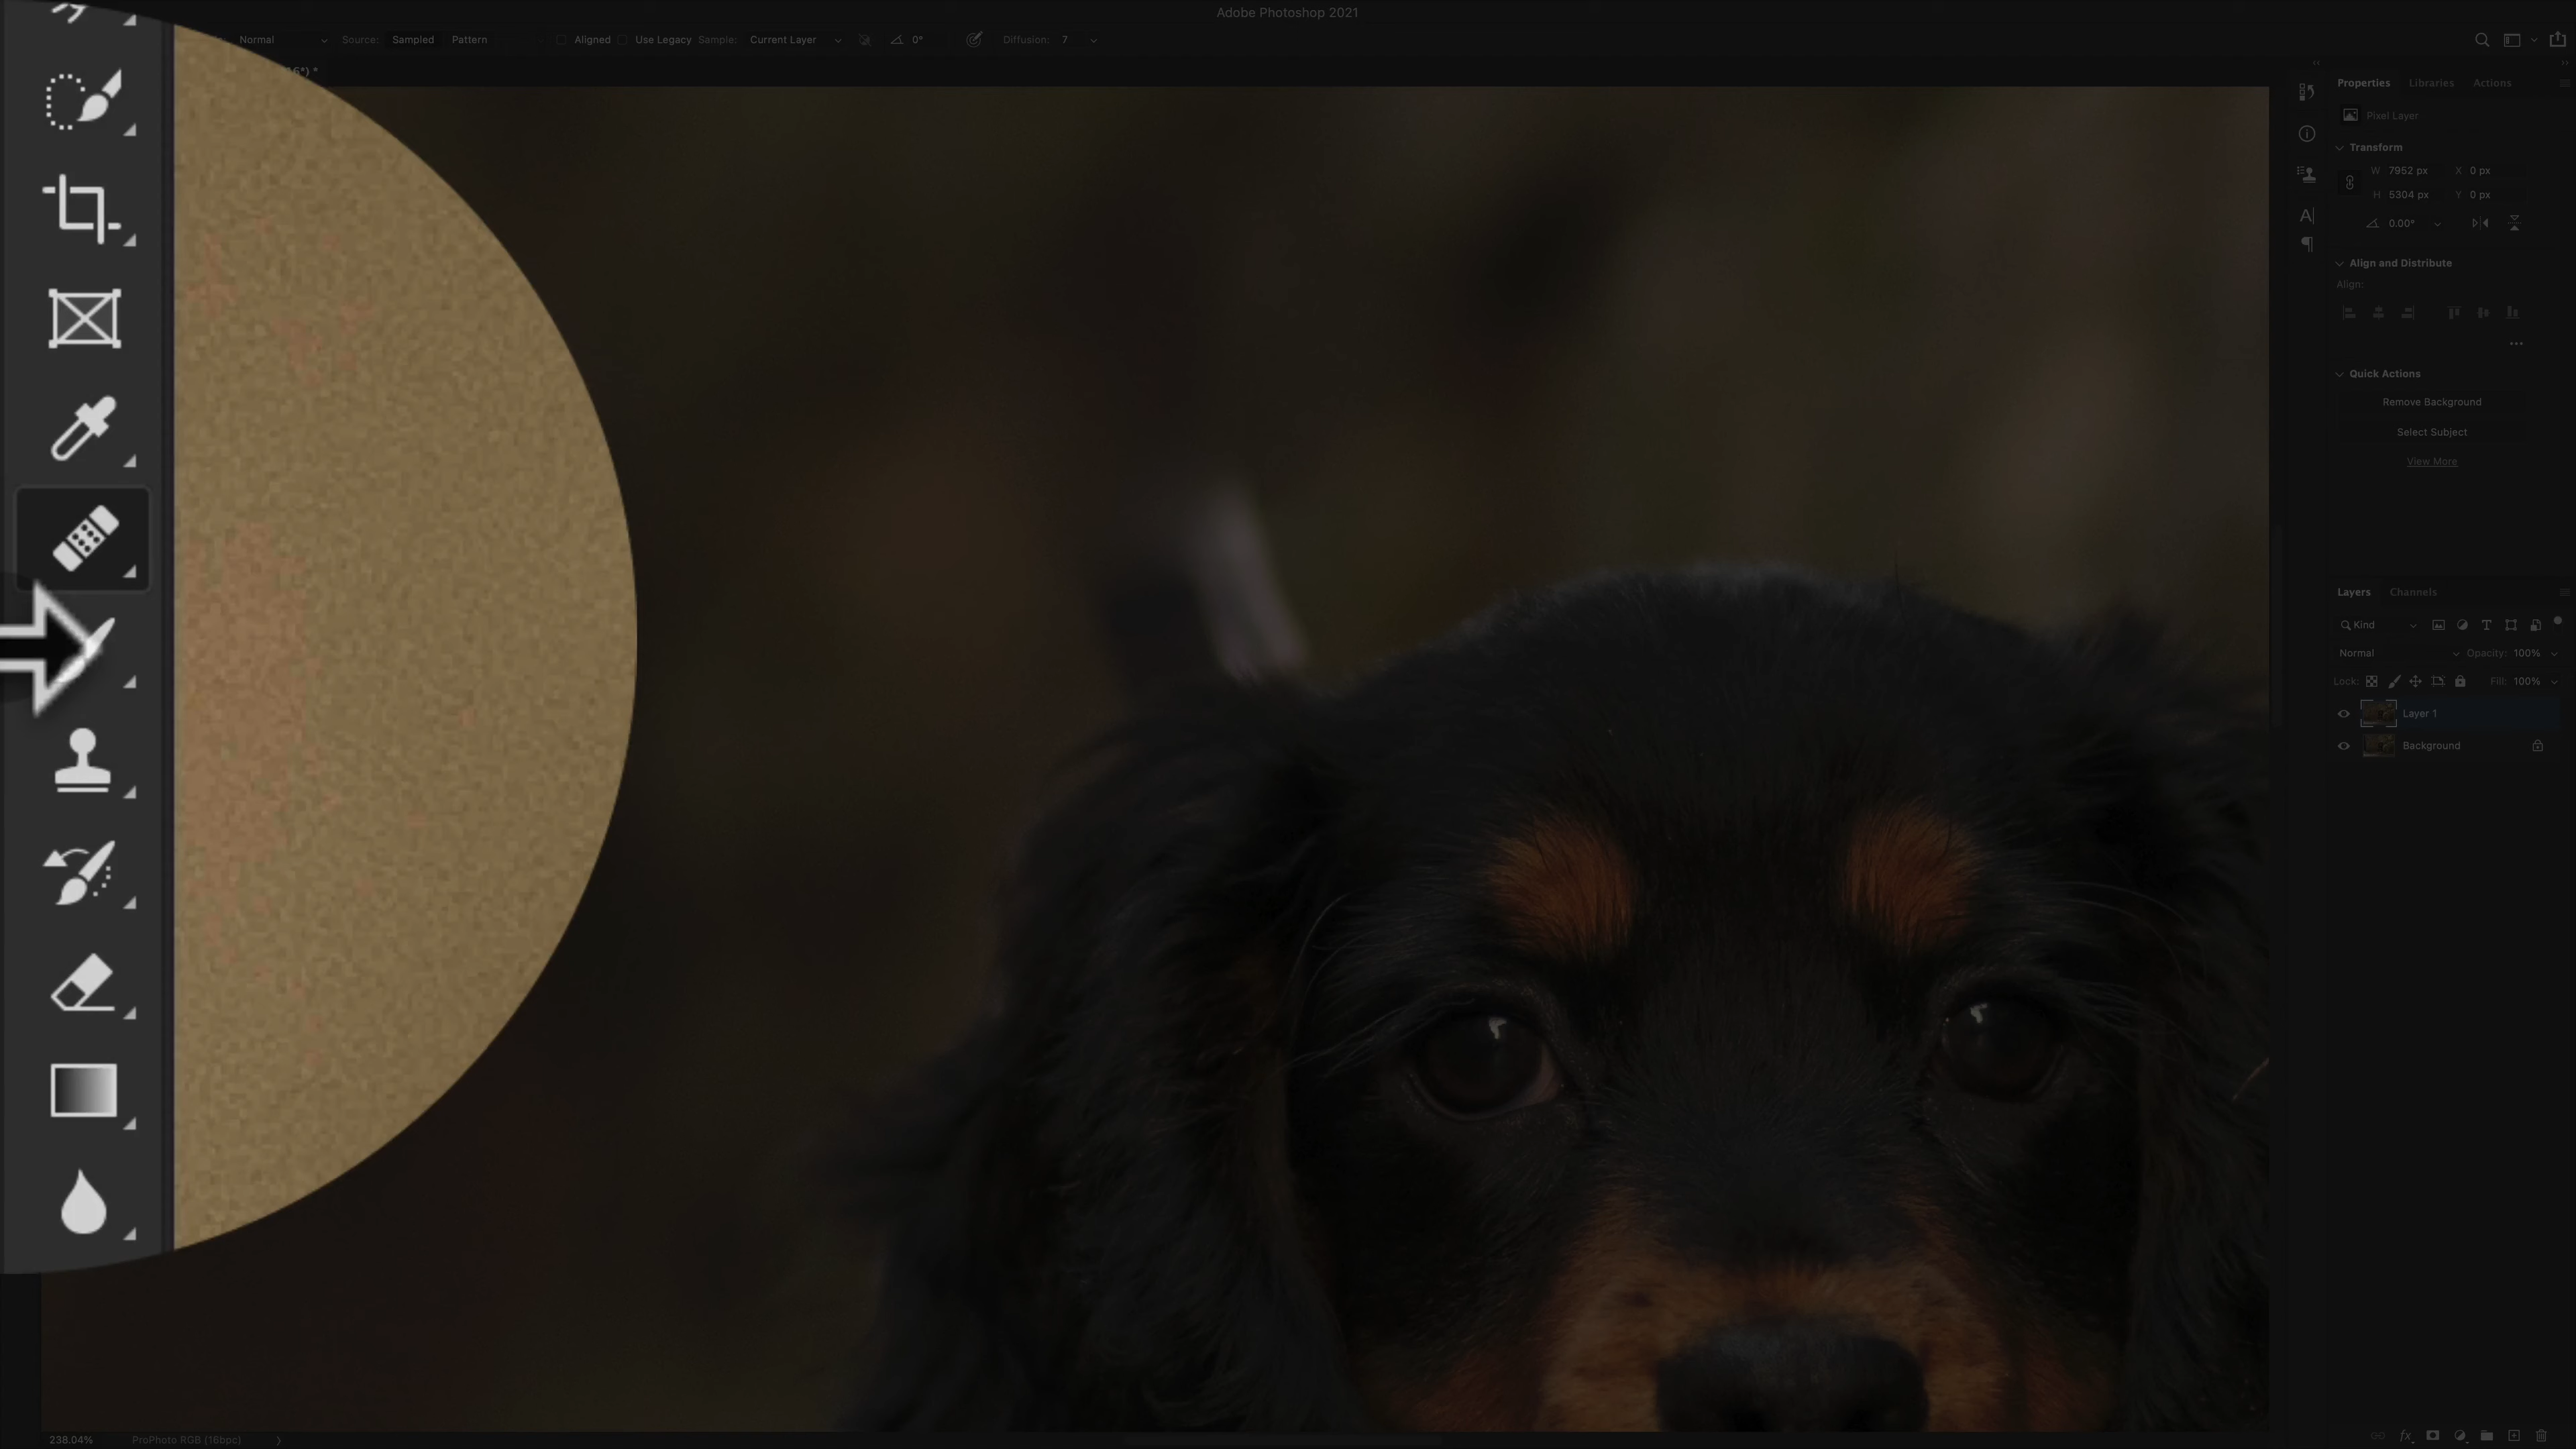 Adobe Photoshop 2021
Normal Source: Sampled Pattern Aligned Use Legacy Sample: Current Layer 0° Diffusion: 7
Properties Libraries Actions
Pixel Layer
Transform
W 7952 px X 0 px
H 5304 px Y 0 px
0.00°
Align and Distribute
Align:
Quick Actions
Remove Background
Select Subject
View More
Layers Channels
Kind
Normal Opacity: 100%
Lock: Fill: 100%
Layer 1
Background
238.04% ProPhoto RGB (16bpc)
fx